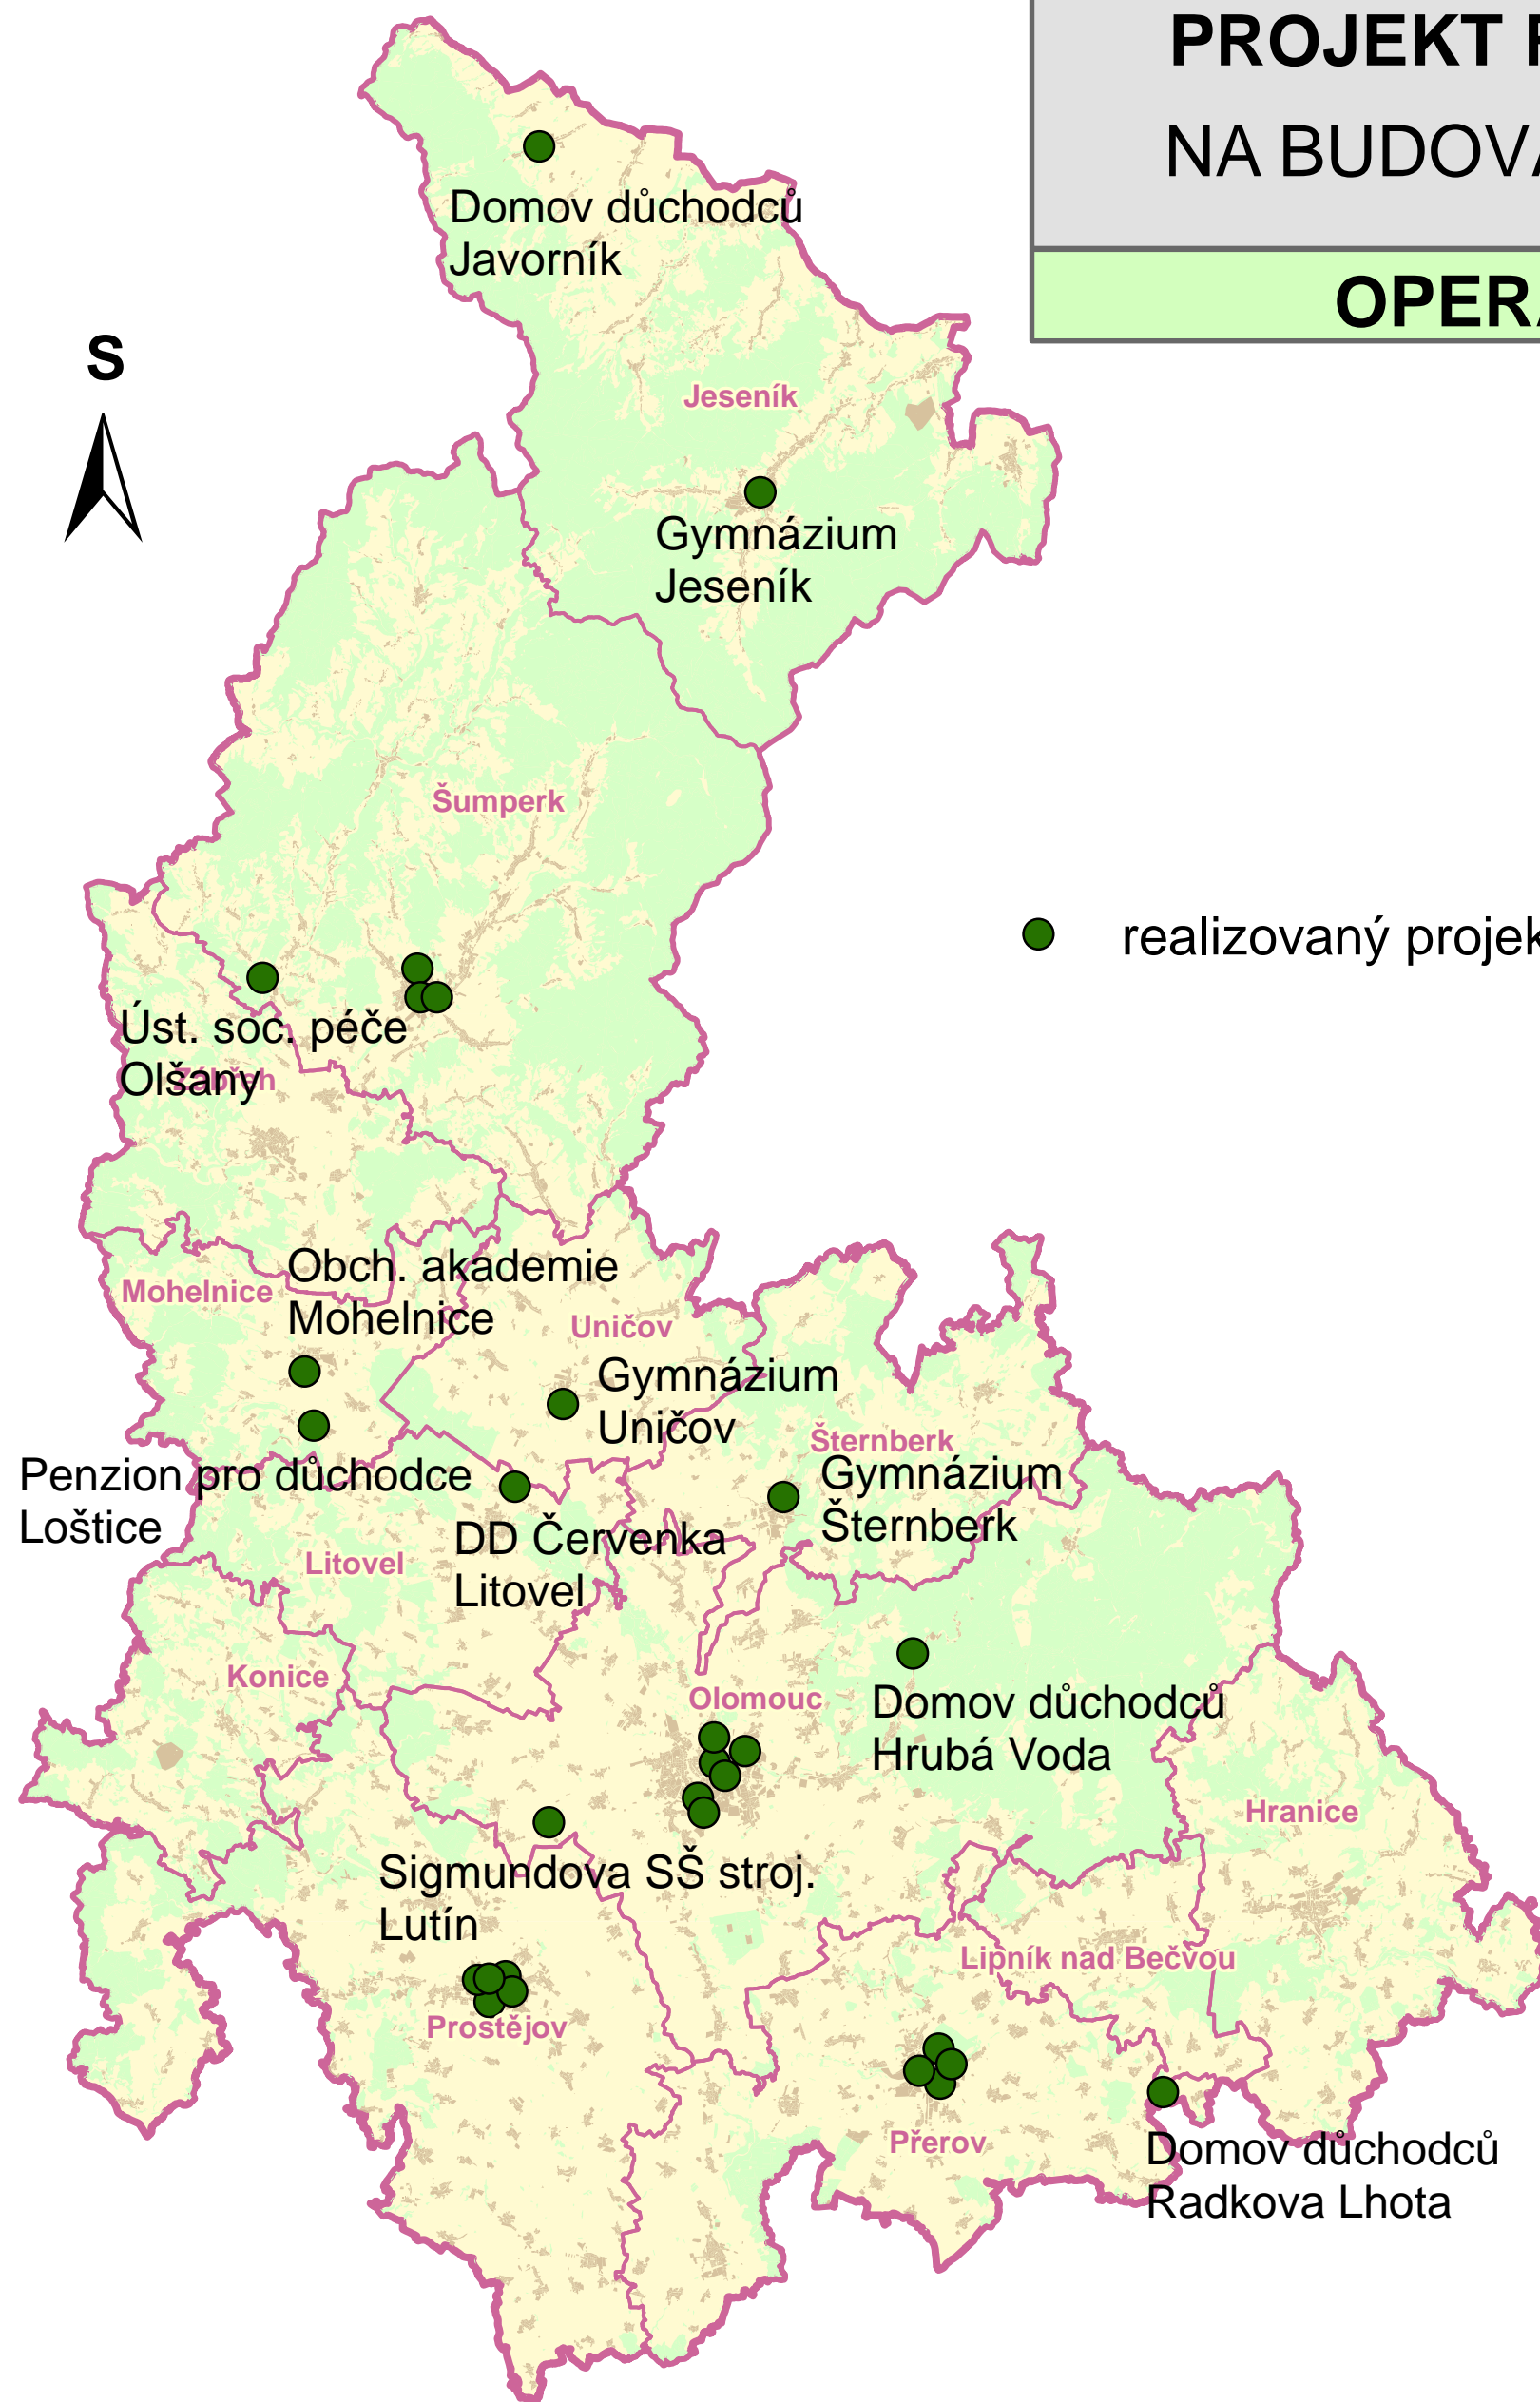 PROJEKT
NA BUDOVA
OPERA
S
Domov důchodců
Javorník
Jeseník
Gymnázium
Jeseník
Šumperk
realizovaný projek
Úst. soc. péče
Olšany
Zábřeh
Obch. akademie
Mohelnice
Mohelnice
Uničov
Gymnázium
Uničov
Šternberk
Gymnázium
Šternberk
Penzion pro důchodce
Loštice
DD Červenka
Litovel
Litovel
Konice
Olomouc
Domov důchodců
Hrubá Voda
Hranice
Sigmundova SŠ stroj.
Lutín
Lipník nad Bečvou
Prostějov
Přerov
Domov důchodců
Radkova Lhota